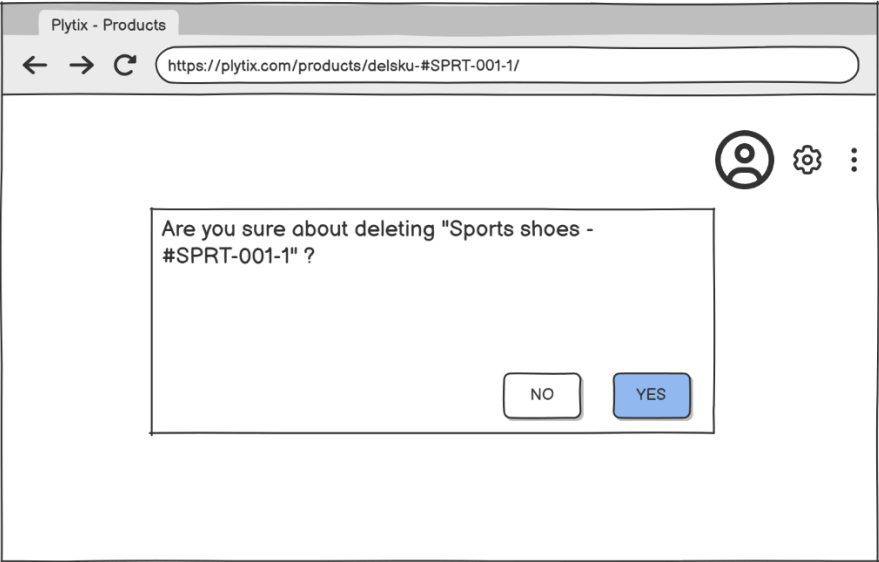 Plytix - Products
https://plytix.com/products/delsku-#SPRT-001-1/
Are you sure about deleting "Sports shoes -
#SPRT-001-1" ?
NO
YES